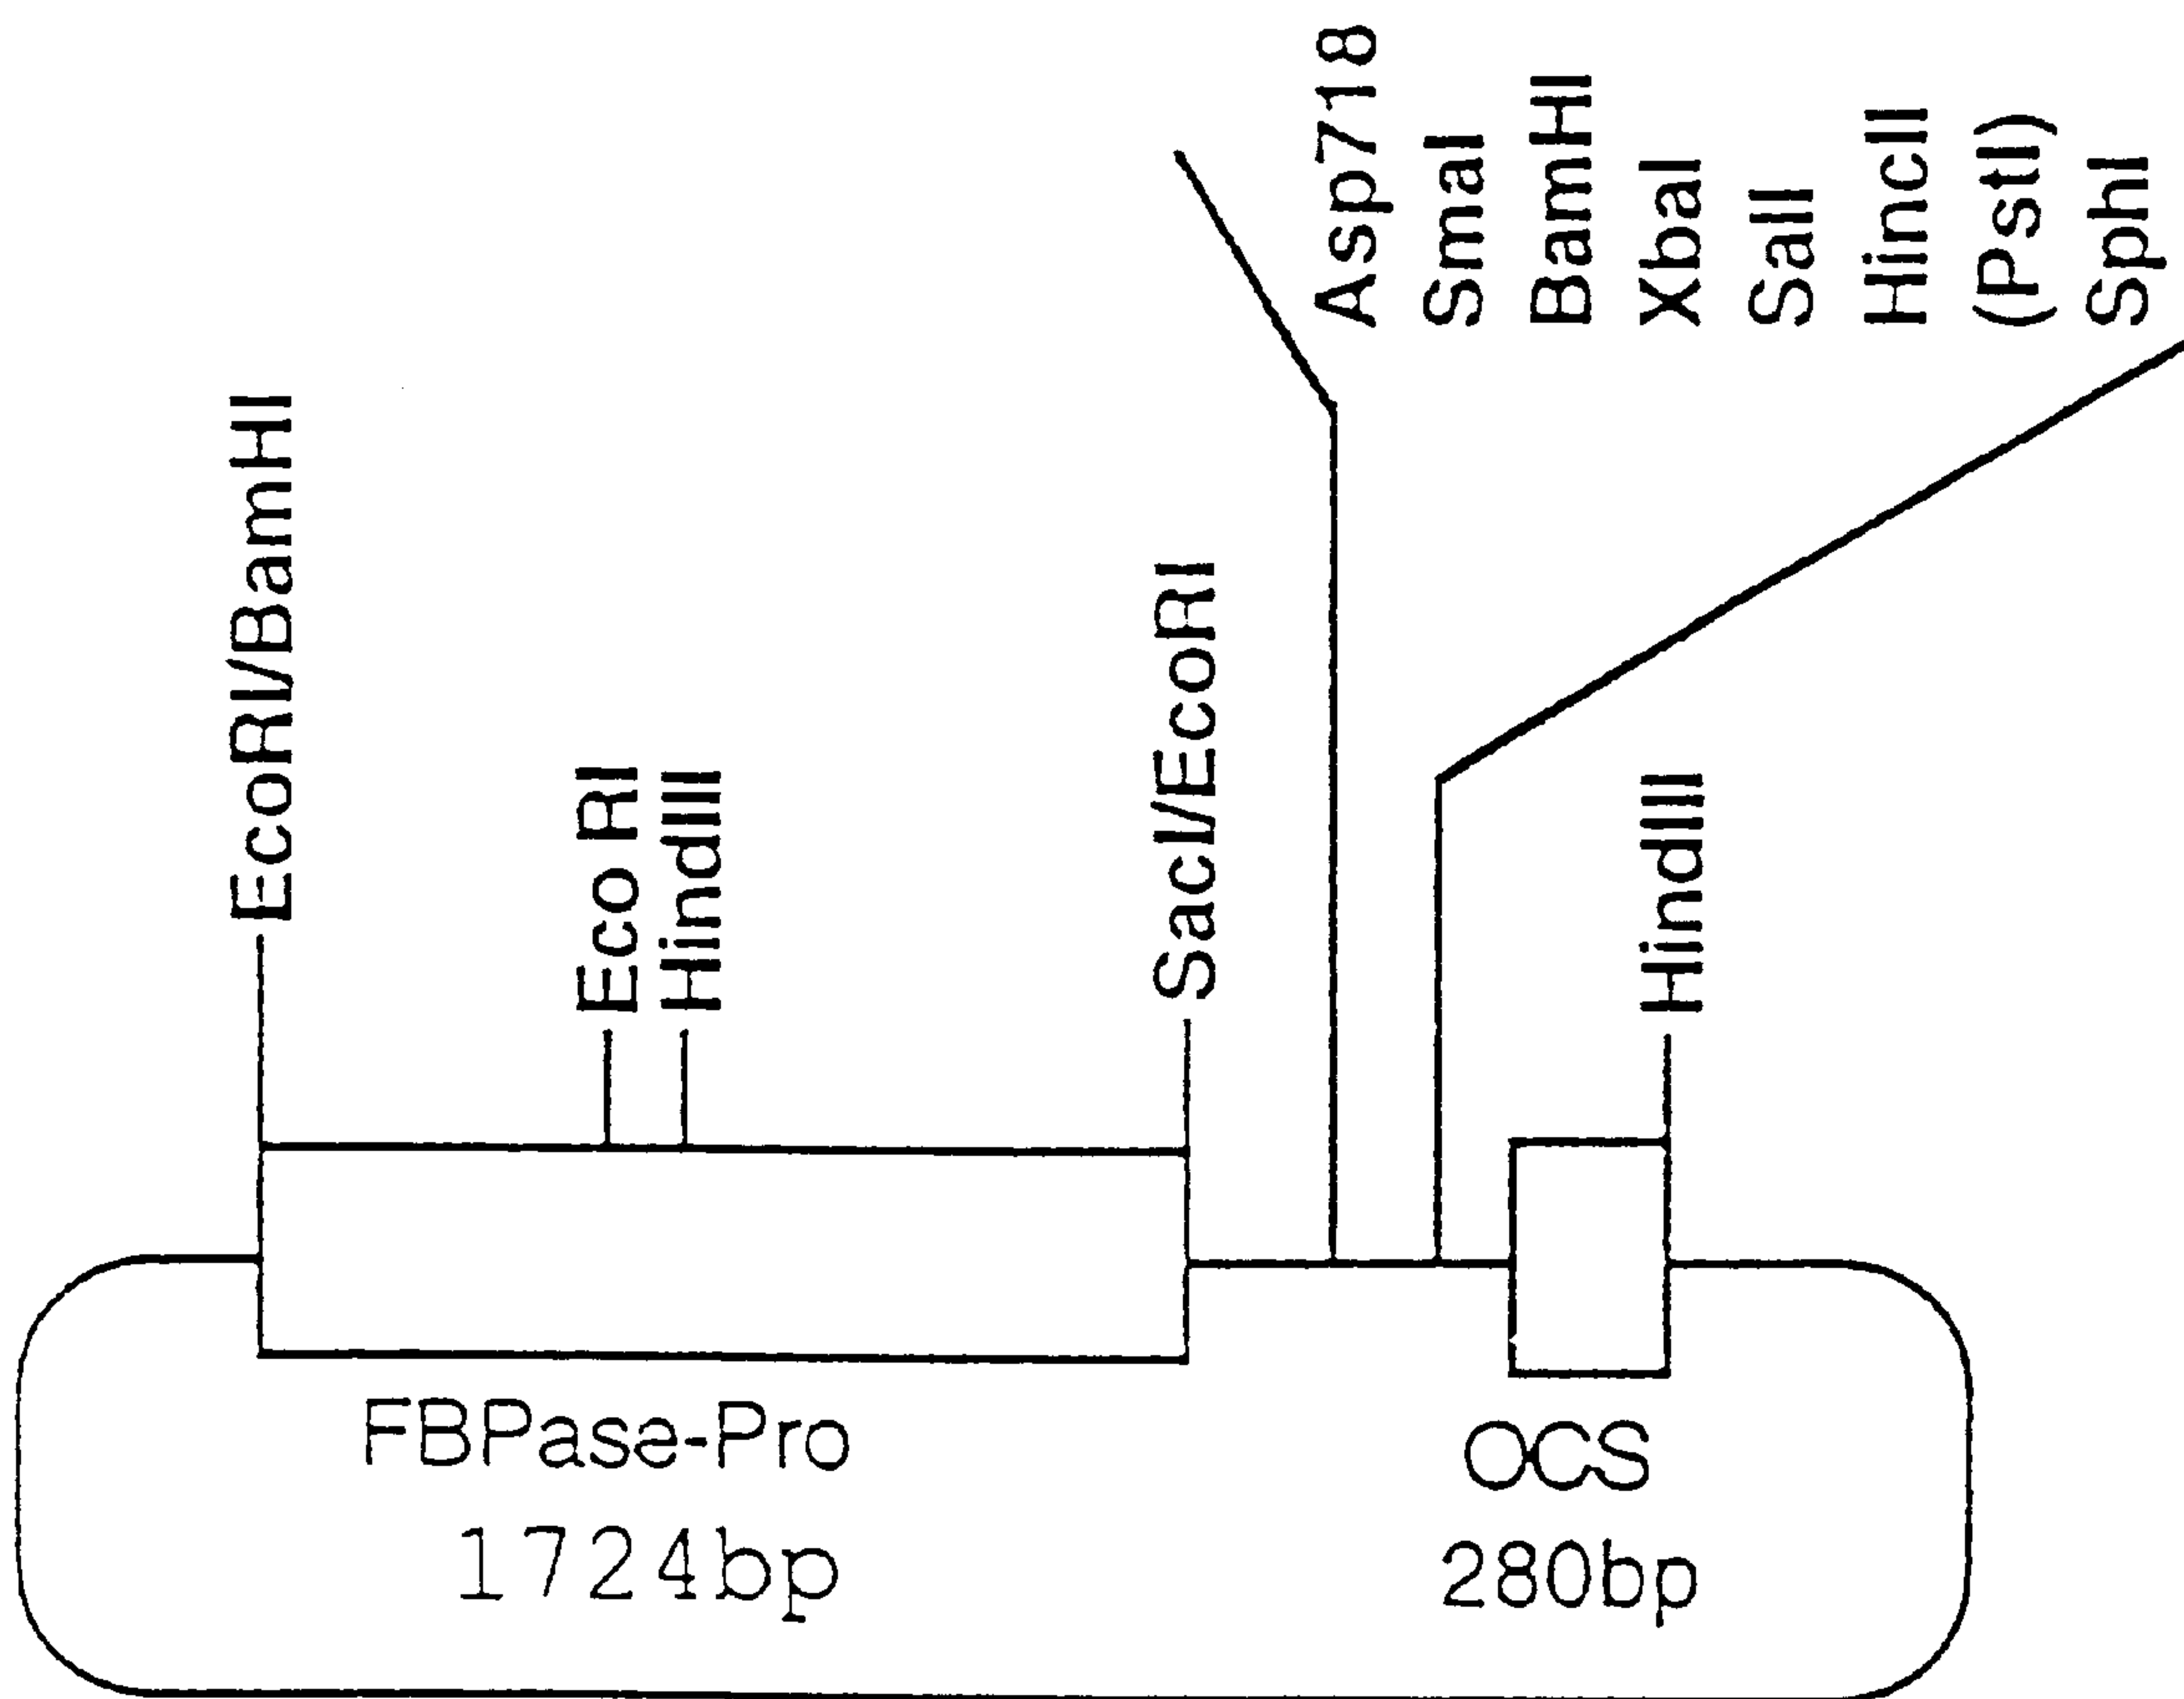 EcoRI/BamHI
Eco RI
HindIII
SacI/EcoRI
Asp718
SmaI
BamHI
XbaI
SalI
HincII
(PstI)
SphI
HindIII
FBPase-Pro
1724bp
OCS
280bp